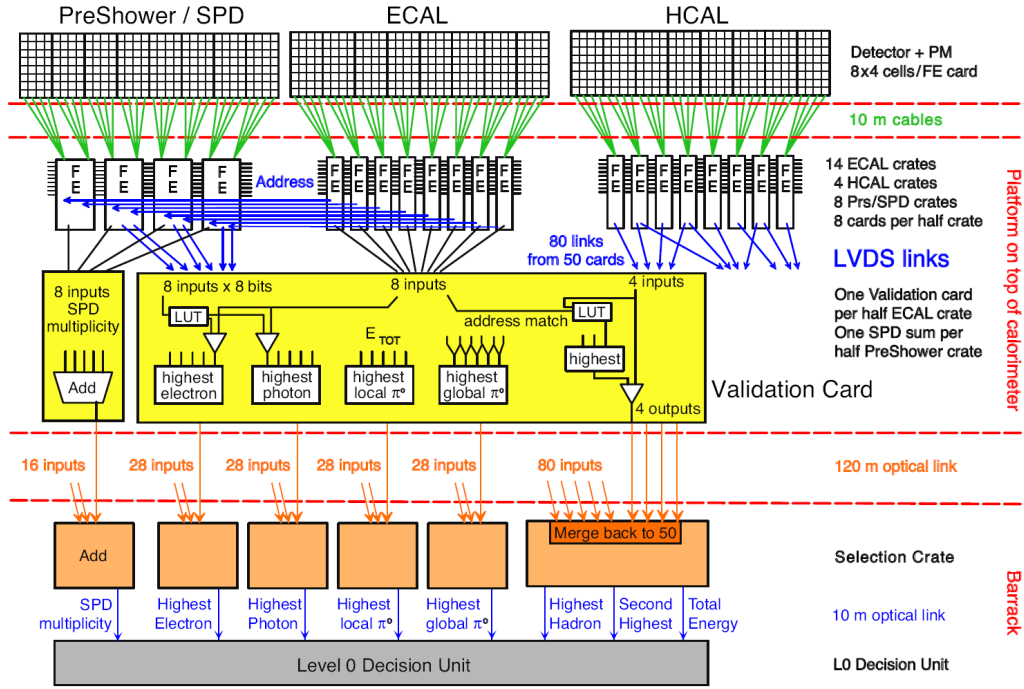 PreShower / SPD
ECAL
HCAL
Detector + PM
8x4 cells/FE card
10 m cables
F
E
F
E
F
E
F
E
Address
F
E
F
E
F
E
F
E
F
E
F
E
F
E
F
E
F
E
F
E
F
E
F
E
F
E
F
E
14 ECAL crates
4 HCAL crates
8 Prs/SPD crates
8 cards per half crate
80 links
from 50 cards
LVDS links
Platform on top of calorimeter
8 inputs
SPD
multiplicity
Add
8 inputs x 8 bits
LUT
8 inputs
4 inputs
address match
LUT
E TOT
highest
electron
highest
photon
highest
local π°
highest
global π°
highest
4 outputs
One Validation card
per half ECAL crate
One SPD sum per
half PreShower crate
Validation Card
16 inputs
28 inputs
28 inputs
28 inputs
28 inputs
80 inputs
120 m optical link
Add
Merge back to 50
Selection Crate
Barrack
SPD
multiplicity
Highest
Electron
Highest
Photon
Highest
local π°
Highest
global π°
Highest
Hadron
Second
Highest
Total
Energy
10 m optical link
Level 0 Decision Unit
L0 Decision Unit